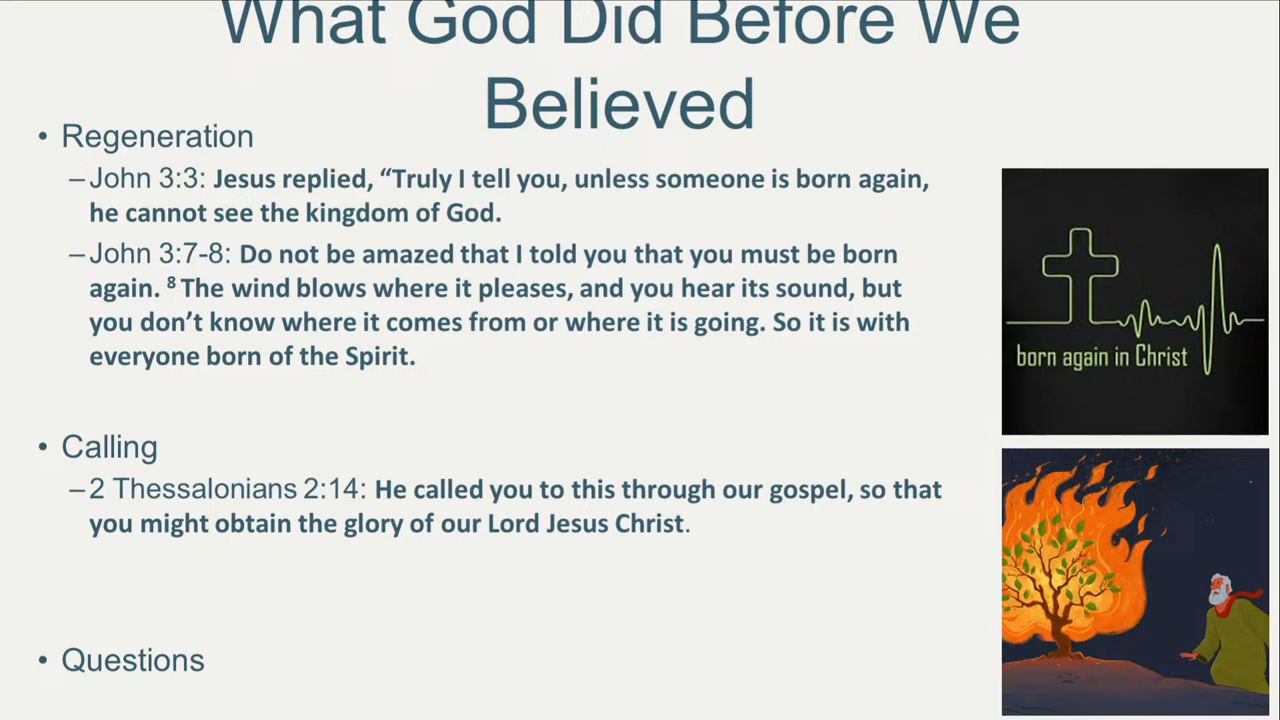 What God Did Before We
Believed
• Regeneration
–John 3:3: Jesus replied, “Truly I tell you, unless someone is born again,
he cannot see the kingdom of God.
–John 3:7-8: Do not be amazed that I told you that you must be born
again. ⁸ The wind blows where it pleases, and you hear its sound, but
you don’t know where it comes from or where it is going. So it is with
everyone born of the Spirit.
born again in Christ
• Calling
–2 Thessalonians 2:14: He called you to this through our gospel, so that
you might obtain the glory of our Lord Jesus Christ.
• Questions